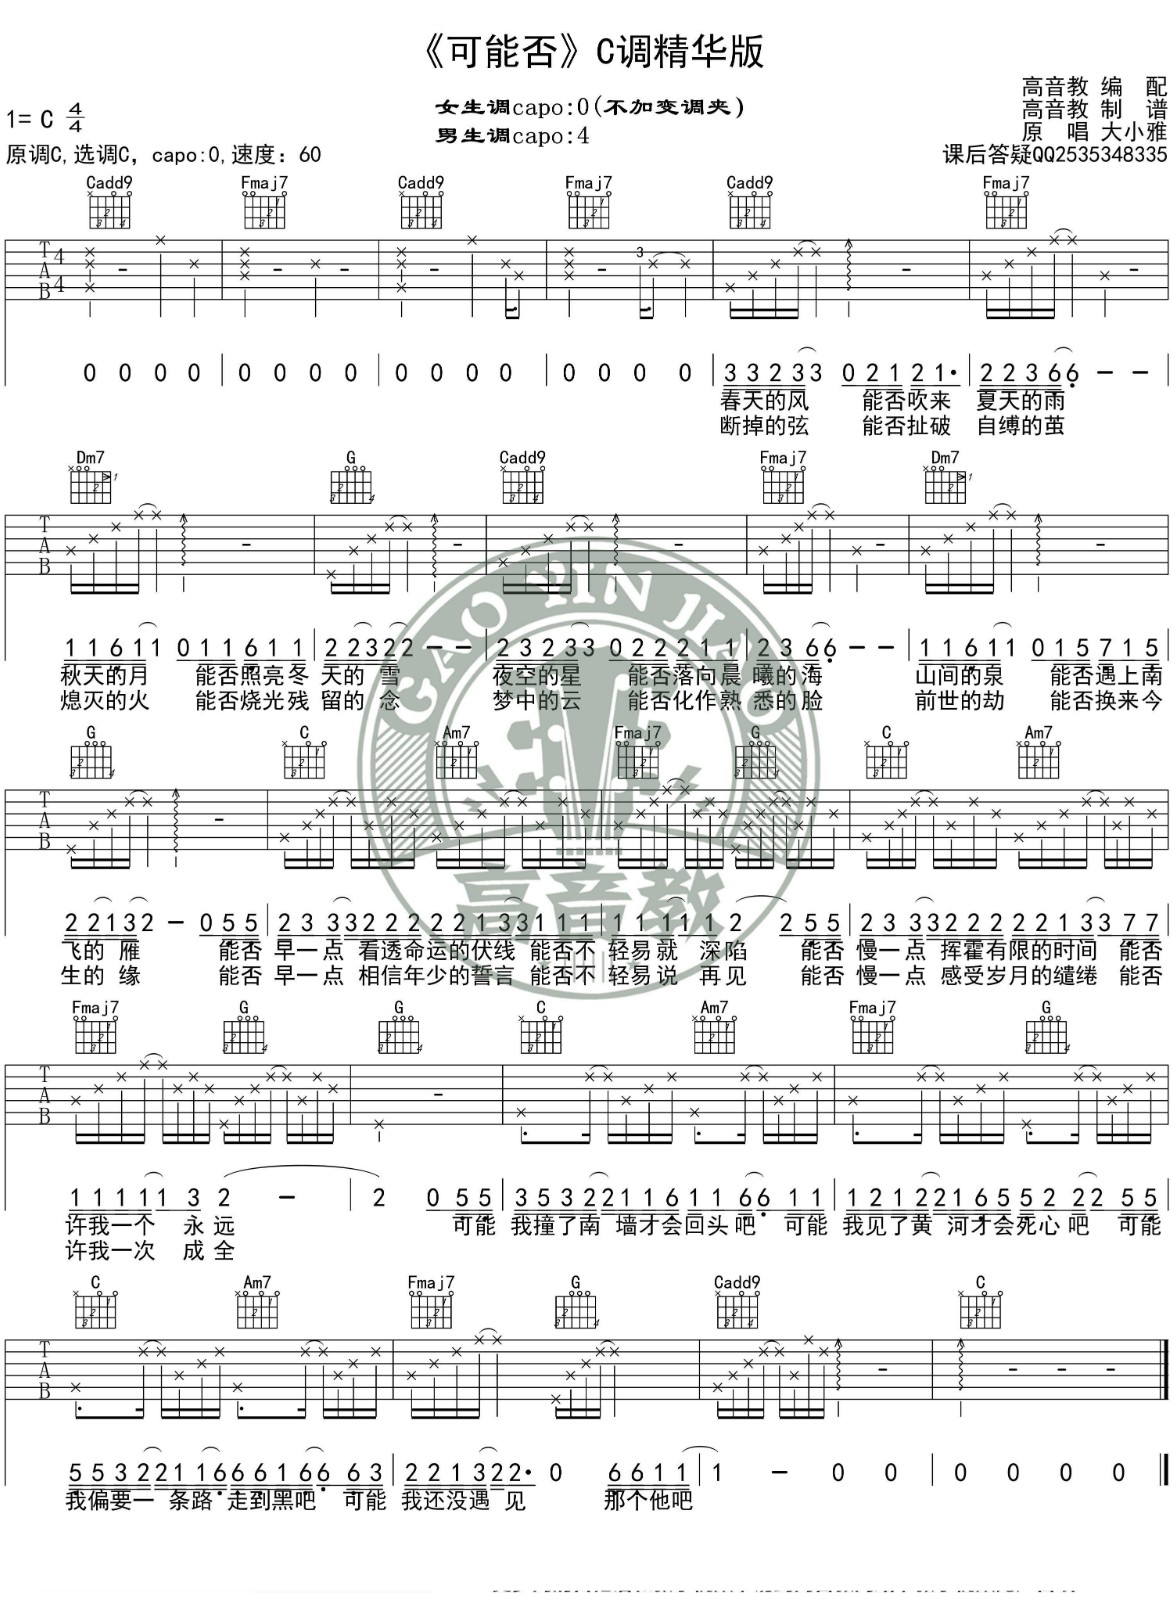 《可能否》C调精华版
女生调capo:0(不加变调夹)
男生调capo:4
高音教 编 配
高音教 制 谱
原 唱 大小雅
课后答疑QQ2535348335
1= C 4/4
原调C,选调C, capo:0,速度: 60
Cadd9 Fmaj7 Cadd9 Fmaj7 Cadd9 Fmaj7
T A B 4 4 3
0 0 0 0 0 0 0 0 0 0 0 0 0 0 0 0 3 3 2 3 3 0 2 1 2 1· 2 2 3 6 6 - -
春天的风 能否吹来 夏天的雨
断掉的弦 能否扯破 自缚的茧
Dm7 G Cadd9 Fmaj7 Dm7
T A B
1 1 6 1 1 0 1 1 6 1 1 2 2 3 2 2 - - 2 3 2 3 3 0 2 2 2 1 1 2 3 6 6 - - 1 1 6 1 1 0 1 5 7 1 5
秋天的月 能否照亮冬 天的 雪 夜空的星 能否落向晨 曦的海 山间的泉 能否遇上南
熄灭的火 能否烧光残 留的 念 梦中的云 能否化作熟 悉的脸 前世的劫 能否换来今
G C Am7 Fmaj7 G C Am7
T A B
2 2 1 3 2 - 0 5 5 2 3 3 3 2 2 2 2 2 1 3 3 1 1 1 1 1 1 1 1 2 2 5 5 2 3 3 3 2 2 2 2 2 1 3 3 7 7
飞的 雁 能否 早一点 看透命运的伏线 能否不 轻易就 深陷 能否 慢一点 挥霍有限的时间 能否
生的 缘 能否 早一点 相信年少的誓言 能否不 轻易说 再见 能否 慢一点 感受岁月的缱绻 能否
Fmaj7 G G C Am7 Fmaj7 G
T A B
1 1 1 1 1 3 2 - 2 0 5 5 3 5 3 2 2 1 1 6 1 1 6 6 1 1 1 2 1 2 2 1 6 5 5 2 2 2 5 5
许我一个 永远 可能 我撞了南 墙才会回头吧 可能 我见了黄 河才会死心吧 可能
许我一次 成全
C Am7 Fmaj7 G Cadd9 C
T A B
5 5 3 2 2 1 1 6 6 6 1 6 6 6 3 2 2 1 3 2 2· 0 6 6 1 1 1 - 0 0 0 0 0 0
我偏要一 条路 走到黑吧 可能 我还没遇 见 那个他吧
GAO YIN JIAO
高音教